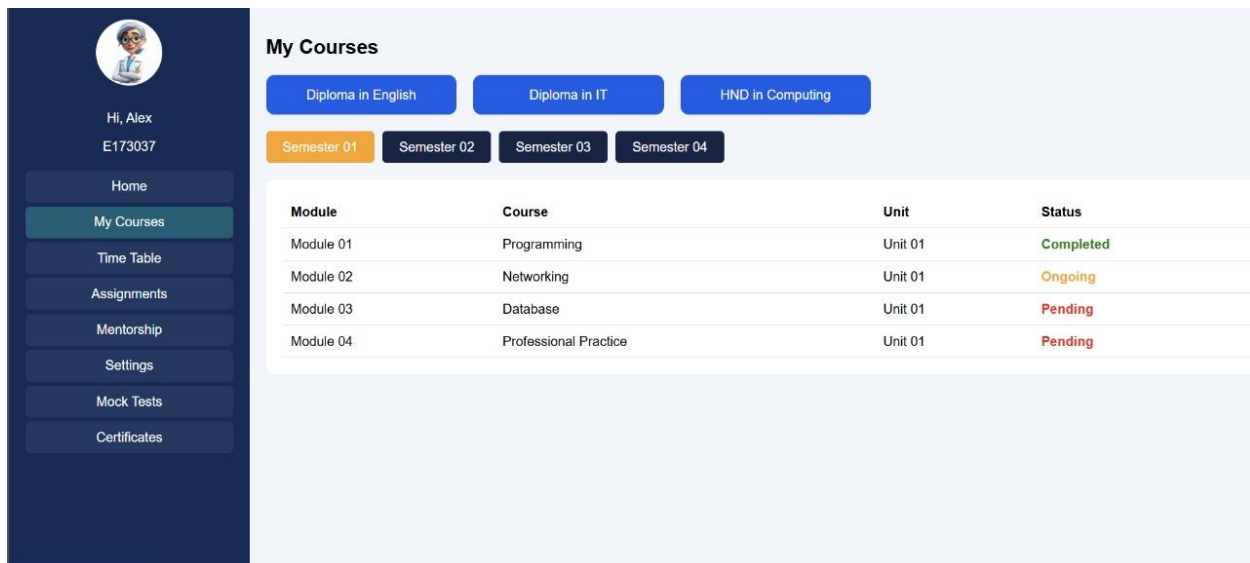 Hi, Alex
E173037
Home
My Courses
Time Table
Assignments
Mentorship
Settings
Mock Tests
Certificates
My Courses
Diploma in English Diploma in IT HND in Computing
Semester 01 Semester 02 Semester 03 Semester 04
Module Course Unit Status
Module 01 Programming Unit 01 Completed
Module 02 Networking Unit 01 Ongoing
Module 03 Database Unit 01 Pending
Module 04 Professional Practice Unit 01 Pending